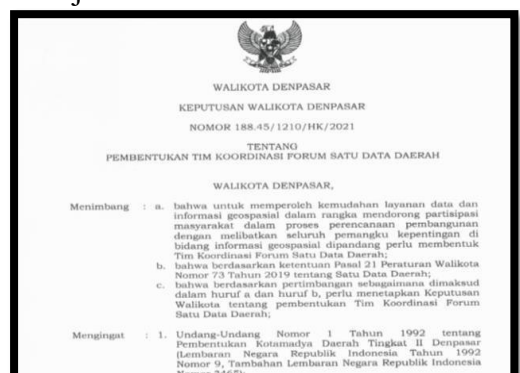 WALIKOTA DENPASAR
KEPUTUSAN WALIKOTA DENPASAR
NOMOR 188.45/1210/HK/2021
TENTANG
PEMBENTUKAN TIM KOORDINASI FORUM SATU DATA DAERAH
WALIKOTA DENPASAR,
Menimbang : a. bahwa untuk memperoleh kemudahan layanan data dan
informasi geospasial dalam rangka mendorong partisipasi
masyarakat dalam proses perencanaan pembangunan
dengan melibatkan seluruh pemangku kepentingan di
bidang informasi geospasial dipandang perlu membentuk
Tim Koordinasi Forum Satu Data Daerah;
b. bahwa berdasarkan ketentuan Pasal 21 Peraturan Walikota
Nomor 73 Tahun 2019 tentang Satu Data Daerah;
c. bahwa berdasarkan pertimbangan sebagaimana dimaksud
dalam huruf a dan huruf b, perlu menetapkan Keputusan
Walikota tentang pembentukan Tim Koordinasi Forum
Satu Data Daerah;
Mengingat : 1. Undang-Undang Nomor 1 Tahun 1992 tentang
Pembentukan Kotamadya Daerah Tingkat II Denpasar
(Lembaran Negara Republik Indonesia Tahun 1992
Nomor 9, Tambahan Lembaran Negara Republik Indonesia